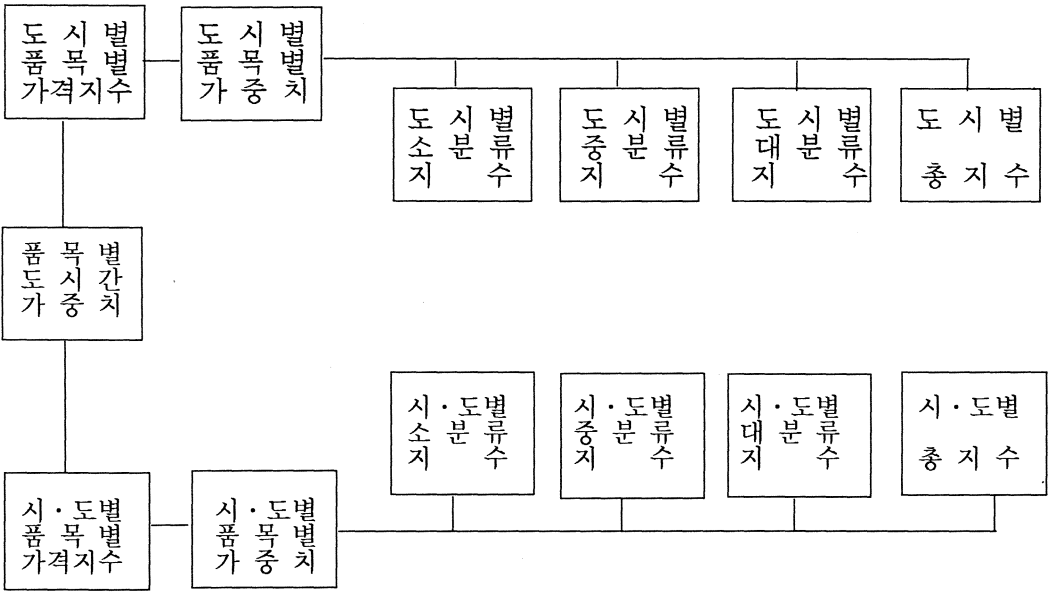 도 시 별
품 목 별
가격지수
도 시 별
품 목 별
가 중 치
도 시 별
소 분 류
지 수
도 시 별
중 분 류
지 수
도 시 별
대 분 류
지 수
도 시 별
총 지 수
품 목 별
도 시 간
가 중 치
시·도별
소 분 류
지 수
시·도별
중 분 류
지 수
시·도별
대 분 류
지 수
시·도별
총 지 수
시·도별
품 목 별
가격지수
시·도별
품 목 별
가 중 치